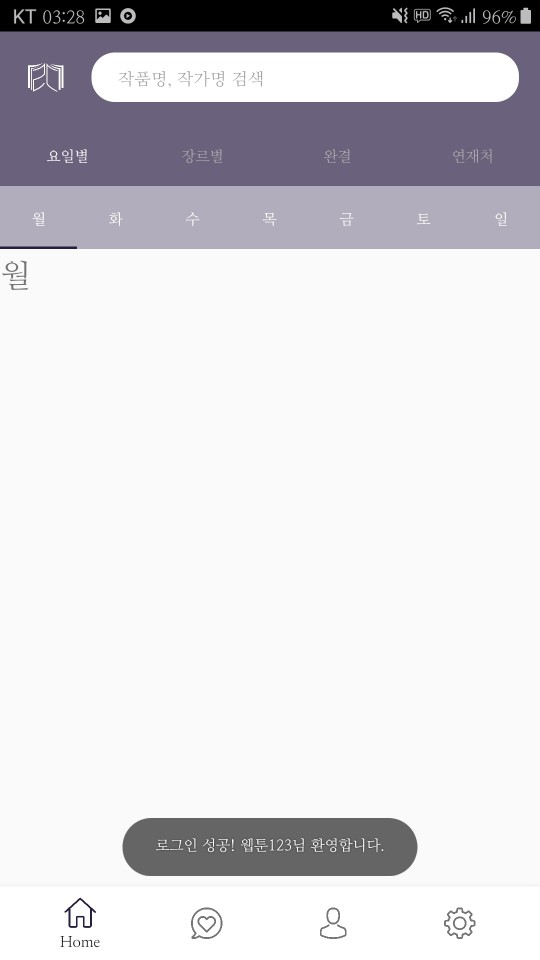 KT 03:28 HD 96%
작품명, 작가명 검색
요일별 장르별 완결 연재처
월 화 수 목 금 토 일
월
로그인 성공! 웹툰123님 환영합니다.
Home